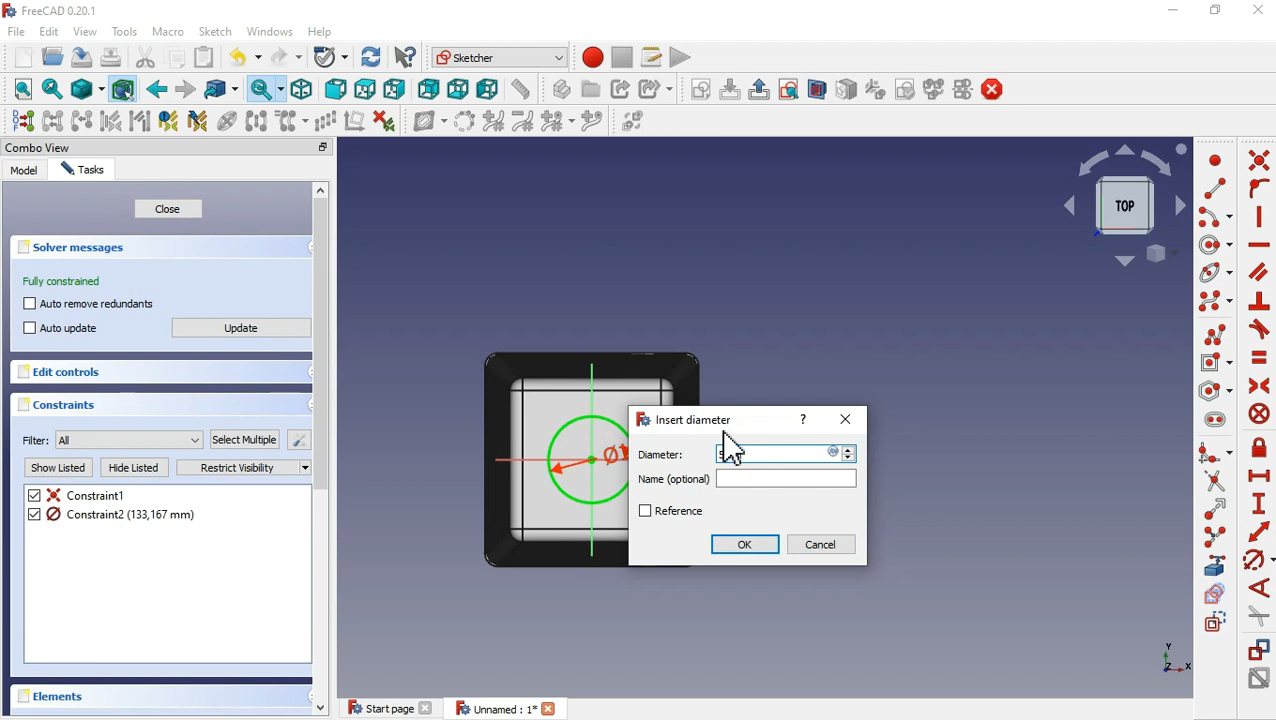 FreeCAD 0.20.1
File Edit View Tools Macro Sketch Windows Help
Sketcher
Combo View
Model Tasks
Close
Solver messages
Fully constrained
Auto remove redundants
Auto update Update
Edit controls
Constraints
Filter: All Select Multiple
Show Listed Hide Listed Restrict Visibility
Constraint1
Constraint2 (133,167 mm)
Elements
TOP
Insert diameter ?
Diameter:
Name (optional)
Reference
OK Cancel
Y
Z X
Start page Unnamed : 1*